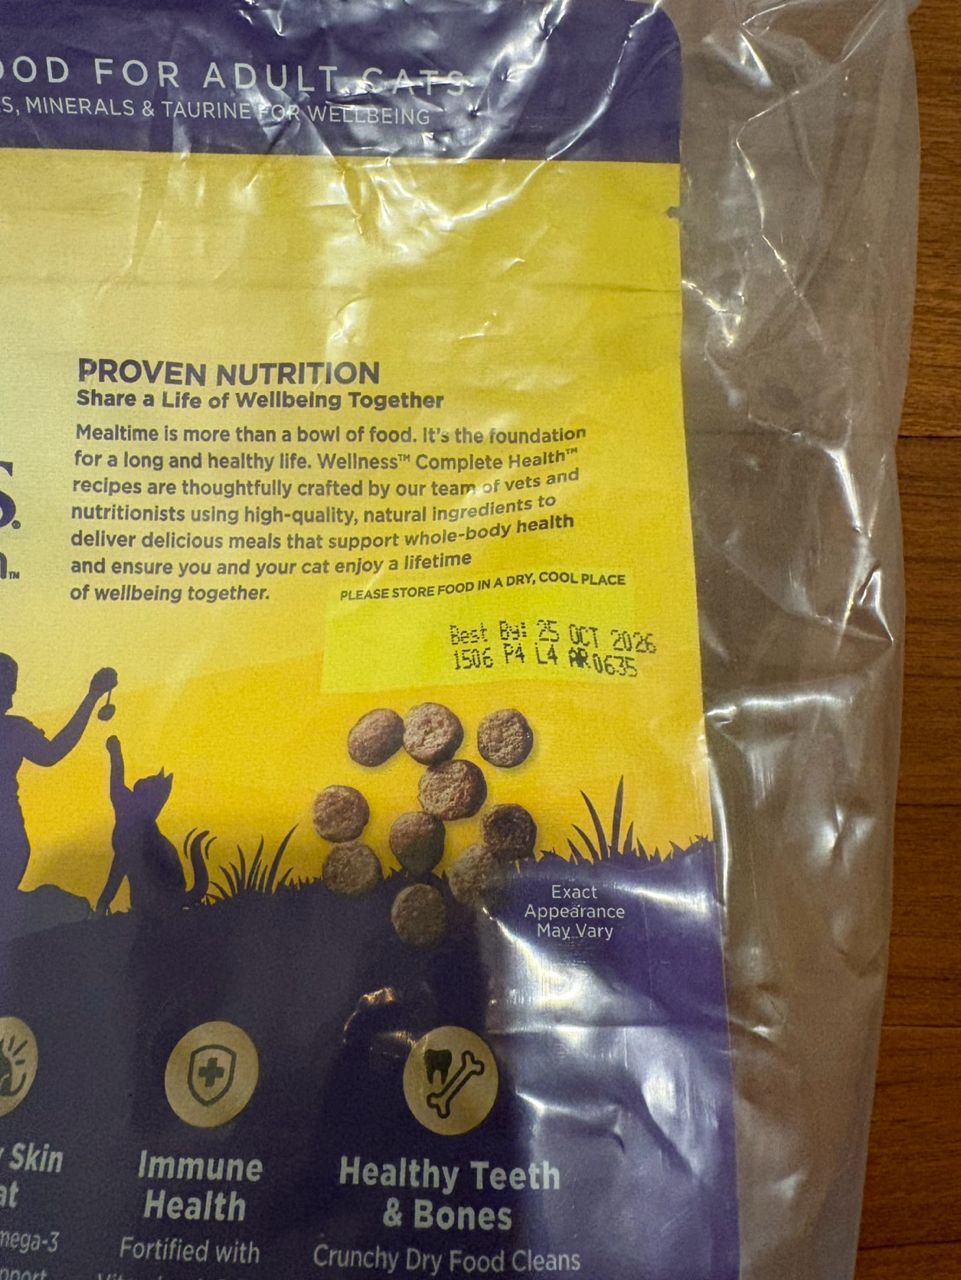 FOOD FOR ADULT CATS
MINERALS & TAURINE FOR WELLBEING
PROVEN NUTRITION
Share a Life of Wellbeing Together
Mealtime is more than a bowl of food. It's the foundation
for a long and healthy life. Wellness™ Complete Health™
recipes are thoughtfully crafted by our team of vets and
nutritionists using high-quality, natural ingredients to
deliver delicious meals that support whole-body health
and ensure you and your cat enjoy a lifetime
of wellbeing together.
PLEASE STORE FOOD IN A DRY, COOL PLACE
Best By: 25 OCT 2026
1506 P4 L4 AR0635
Exact
Appearance
May Vary
Skin
Immune
Health
Fortified with
Healthy Teeth
& Bones
Crunchy Dry Food Cleans